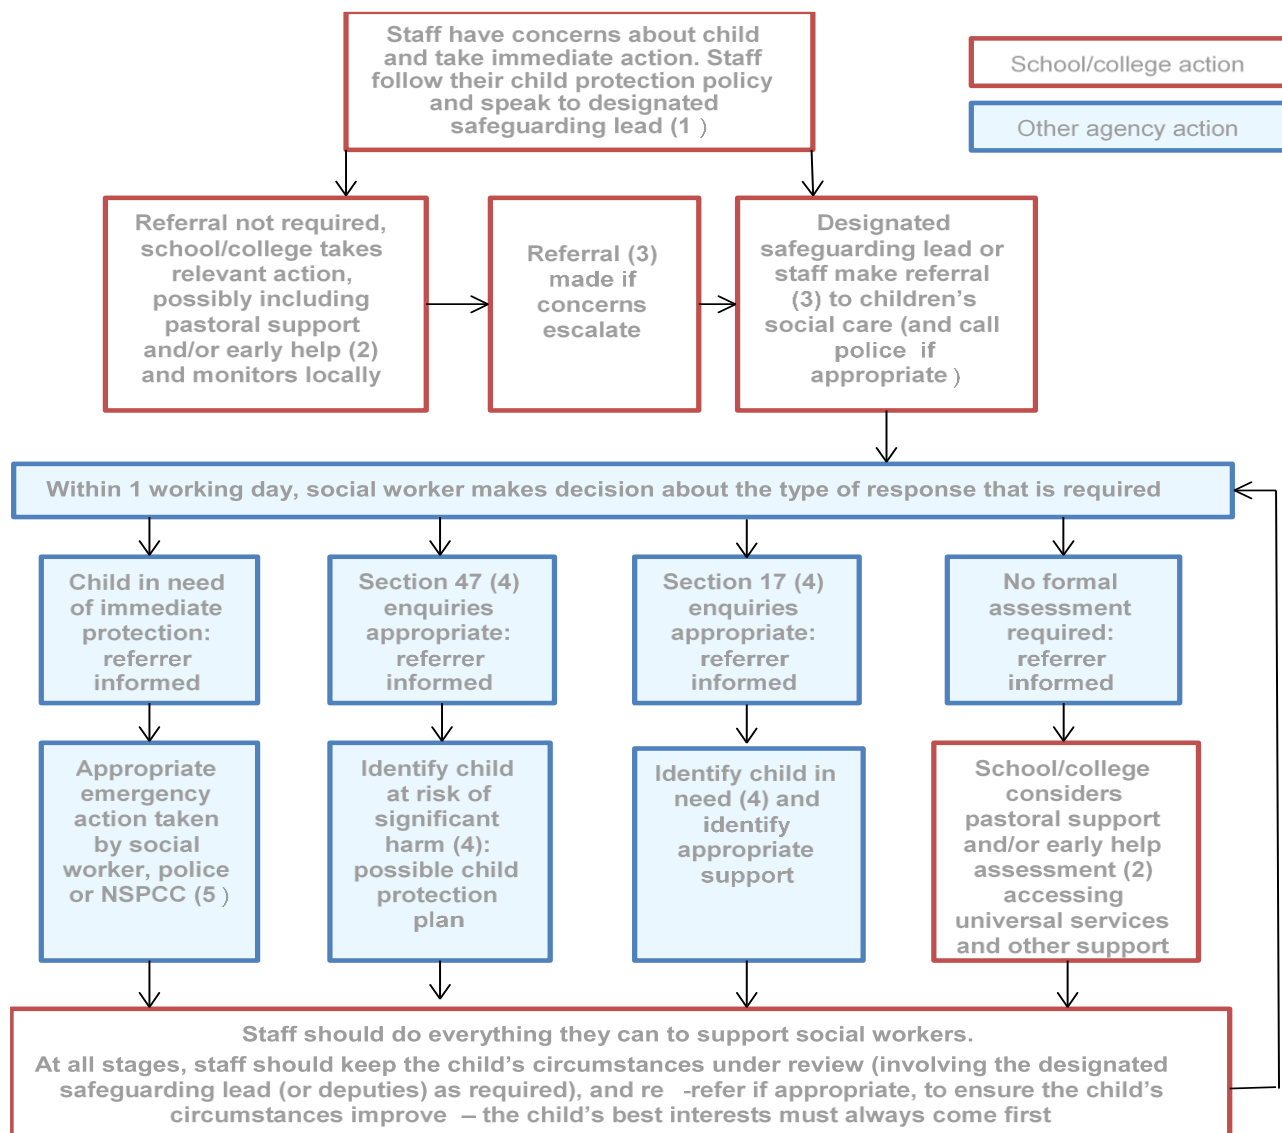 Staff have concerns about child
and take immediate action. Staff
follow their child protection policy
and speak to designated
safeguarding lead (1 )
School/college action
Other agency action
Referral not required,
school/college takes
relevant action,
possibly including
pastoral support
and/or early help (2)
and monitors locally
Referral (3)
made if
concerns
escalate
Designated
safeguarding lead or
staff make referral
(3) to children’s
social care (and call
police if
appropriate )
Within 1 working day, social worker makes decision about the type of response that is required
Child in need
of immediate
protection:
referrer
informed
Section 47 (4)
enquiries
appropriate:
referrer
informed
Section 17 (4)
enquiries
appropriate:
referrer
informed
No formal
assessment
required:
referrer
informed
Appropriate
emergency
action taken
by social
worker, police
or NSPCC (5 )
Identify child
at risk of
significant
harm (4):
possible child
protection
plan
Identify child in
need (4) and
identify
appropriate
support
School/college
considers
pastoral support
and/or early help
assessment (2)
accessing
universal services
and other support
Staff should do everything they can to support social workers.
At all stages, staff should keep the child’s circumstances under review (involving the designated
safeguarding lead (or deputies) as required), and re -refer if appropriate, to ensure the child’s
circumstances improve – the child’s best interests must always come first